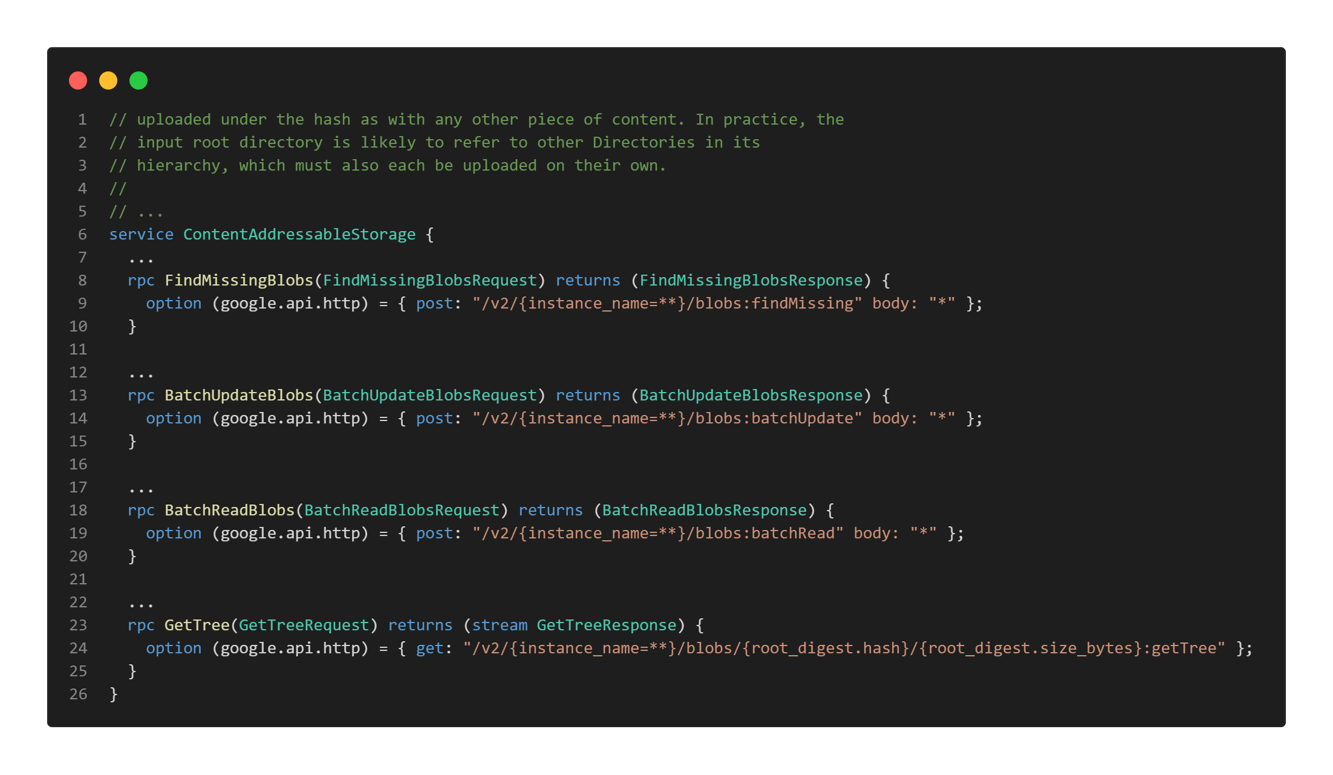 1 // uploaded under the hash as with any other piece of content. In practice, the
2 // input root directory is likely to refer to other Directories in its
3 // hierarchy, which must also each be uploaded on their own.
4 //
5 // ...
6 service ContentAddressableStorage {
7   ...
8   rpc FindMissingBlobs(FindMissingBlobsRequest) returns (FindMissingBlobsResponse) {
9     option (google.api.http) = { post: "/v2/{instance_name=**}/blobs:findMissing" body: "*" };
10   }
11
12   ...
13   rpc BatchUpdateBlobs(BatchUpdateBlobsRequest) returns (BatchUpdateBlobsResponse) {
14     option (google.api.http) = { post: "/v2/{instance_name=**}/blobs:batchUpdate" body: "*" };
15   }
16
17   ...
18   rpc BatchReadBlobs(BatchReadBlobsRequest) returns (BatchReadBlobsResponse) {
19     option (google.api.http) = { post: "/v2/{instance_name=**}/blobs:batchRead" body: "*" };
20   }
21
22   ...
23   rpc GetTree(GetTreeRequest) returns (stream GetTreeResponse) {
24     option (google.api.http) = { get: "/v2/{instance_name=**}/blobs/{root_digest.hash}/{root_digest.size_bytes}:getTree" };
25   }
26 }